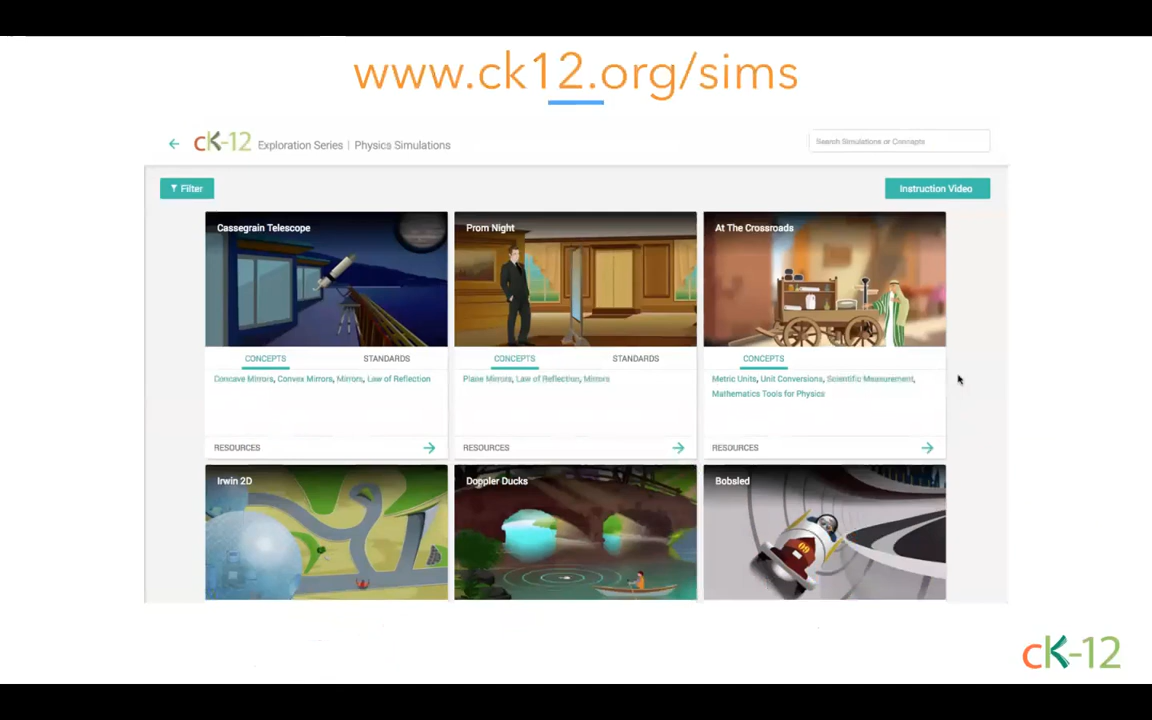 www.ck12.org/sims
cK-12 Exploration Series | Physics Simulations
Search Simulations or Concepts
Filter
Instruction Video
Cassegrain Telescope
Prom Night
At The Crossroads
CONCEPTS STANDARDS
CONCEPTS STANDARDS
CONCEPTS
Concave Mirrors, Convex Mirrors, Mirrors, Law of Reflection
Plane Mirrors, Law of Reflection, Mirrors
Metric Units, Unit Conversions, Scientific Measurement,
Mathematics Tools for Physics
RESOURCES
RESOURCES
RESOURCES
Irwin 2D
Doppler Ducks
Bobsled
09
cK-12